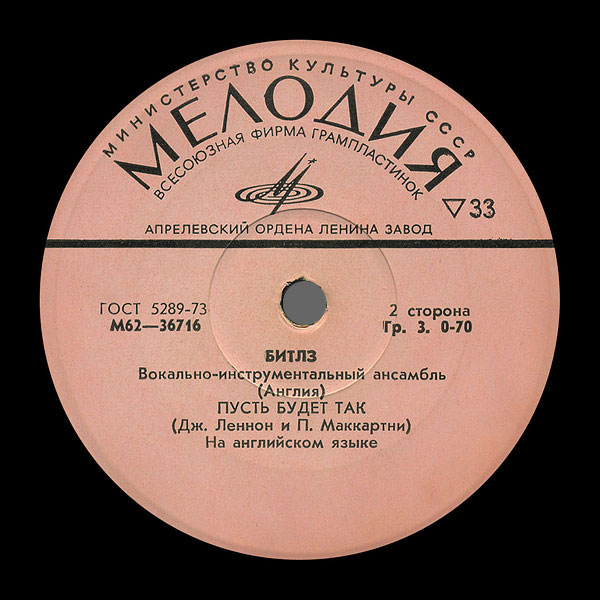 МИНИСТЕРСТВО КУЛЬТУРЫ СССР
МЕЛОДИЯ
ВСЕСОЮЗНАЯ ФИРМА ГРАМПЛАСТИНОК
▽33
АПРЕЛЕВСКИЙ ОРДЕНА ЛЕНИНА ЗАВОД
ГОСТ 5289-73
М62—36716
2 сторона
Гр. 3. 0-70
БИТЛЗ
Вокально-инструментальный ансамбль
(Англия)
ПУСТЬ БУДЕТ ТАК
(Дж. Леннон и П. Маккартни)
На английском языке